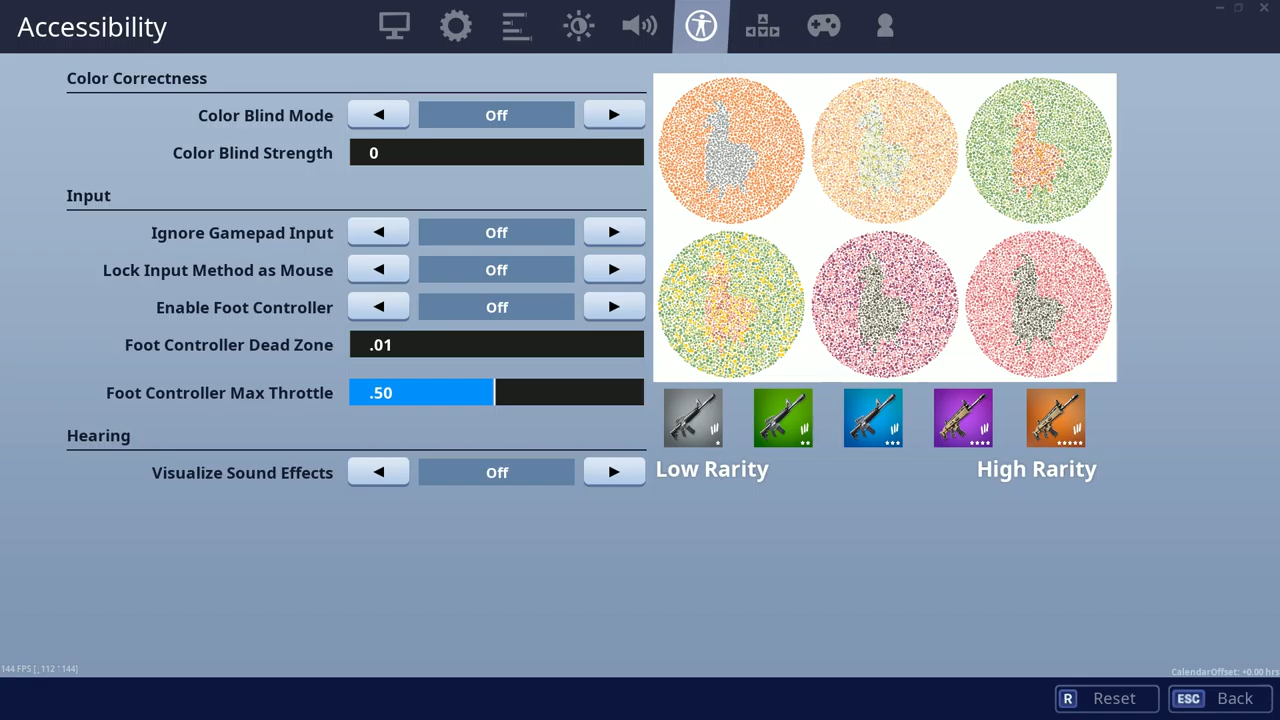 Accessibility
Color Correctness
Color Blind Mode Off
Color Blind Strength 0
Input
Ignore Gamepad Input Off
Lock Input Method as Mouse Off
Enable Foot Controller Off
Foot Controller Dead Zone .01
Foot Controller Max Throttle .50
Hearing
Visualize Sound Effects Off
Low Rarity High Rarity
144 FPS [
CalendarOffset: +0.00 hrs
R Reset ESC Back